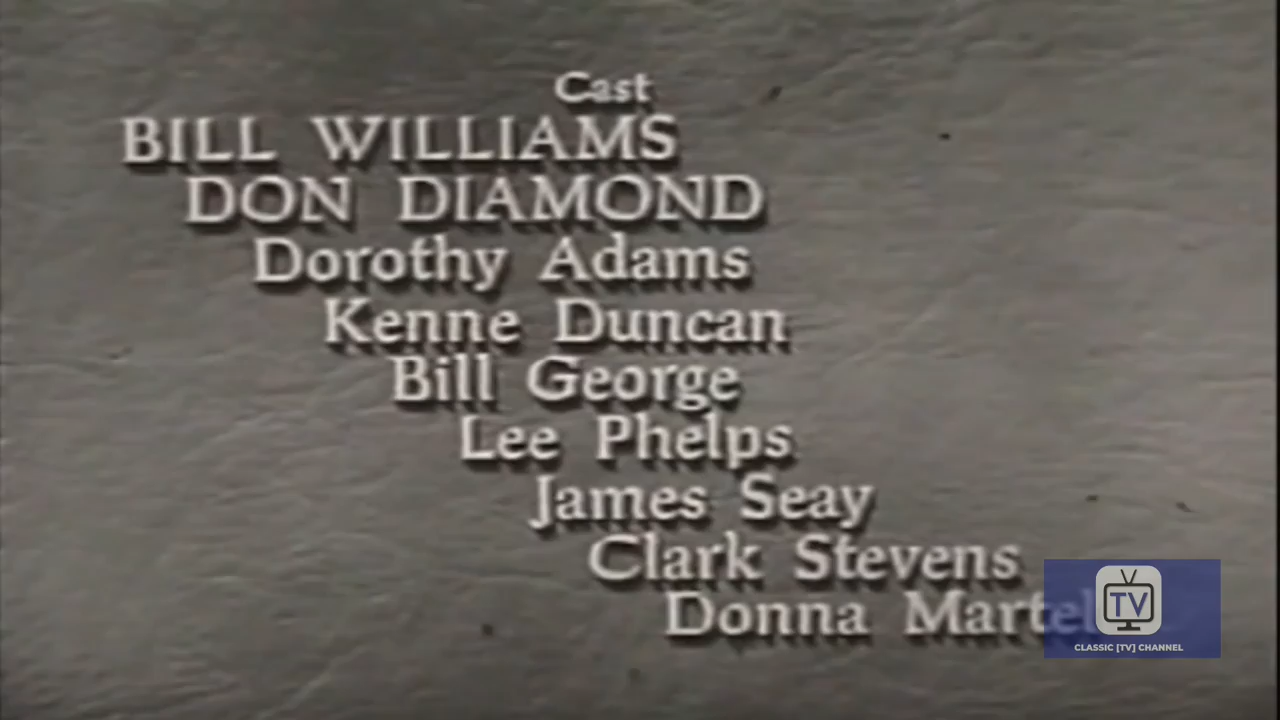 Cast
BILL WILLIAMS
DON DIAMOND
Dorothy Adams
Kenne Duncan
Bill George
Lee Phelps
James Seay
Clark Stevens
Donna Martel
TV
CLASSIC [TV] CHANNEL